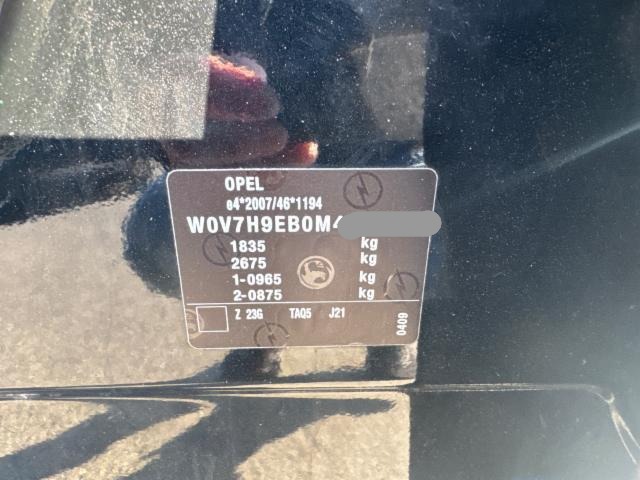 OPEL
e4*2007/46*1194
W0V7H9EB0M4
1835 kg
2675 kg
1-0965 kg
2-0875 kg
Z 23G TAQ5 J21
0409